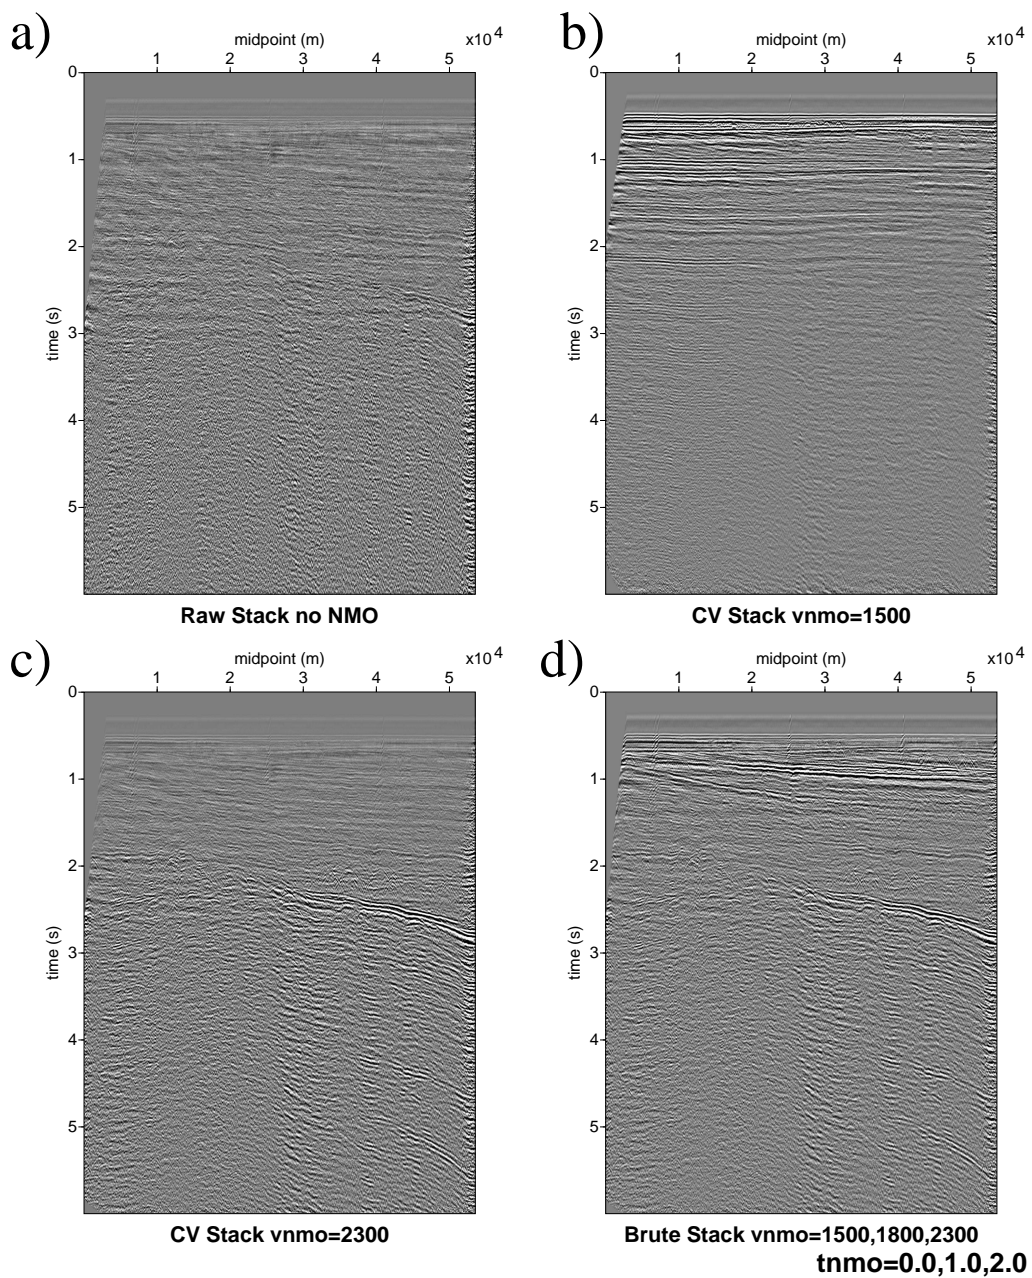 a)
midpoint (m)
x10 4
1 2 3 4 5
0
1
2
3
4
5
time (s)
Raw Stack no NMO
b)
midpoint (m)
x10 4
1 2 3 4 5
0
1
2
3
4
5
time (s)
CV Stack vnmo=1500
c)
midpoint (m)
x10 4
1 2 3 4 5
0
1
2
3
4
5
time (s)
CV Stack vnmo=2300
d)
midpoint (m)
x10 4
1 2 3 4 5
0
1
2
3
4
5
time (s)
Brute Stack vnmo=1500,1800,2300
tnmo=0.0,1.0,2.0